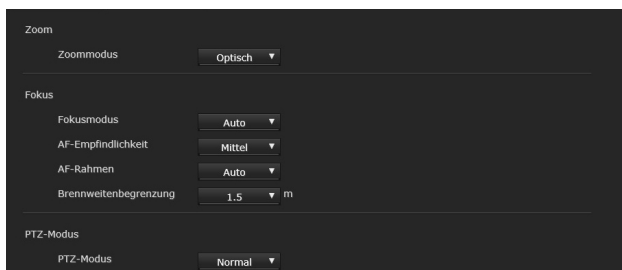 Zoom
Zoommodus Optisch
Fokus
Fokusmodus Auto
AF-Empfindlichkeit Mittel
AF-Rahmen Auto
Brennweitenbegrenzung 1.5 m
PTZ-Modus
PTZ-Modus Normal